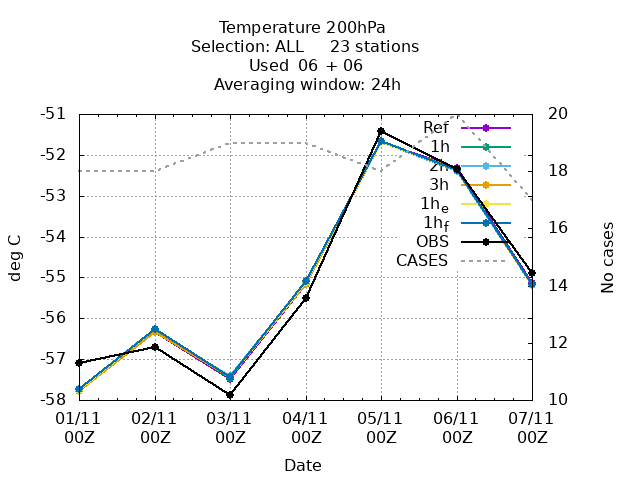 Temperature 200hPa
Selection: ALL 23 stations
Used 06 + 06
Averaging window: 24h
-51
-52
-53
-54
-55
-56
-57
-58
20
18
16
14
12
10
deg C
No cases
Ref
1h
2h
3h
1he
1hf
OBS
CASES
01/11 02/11 03/11 04/11 05/11 06/11 07/11
00Z 00Z 00Z 00Z 00Z 00Z 00Z
Date